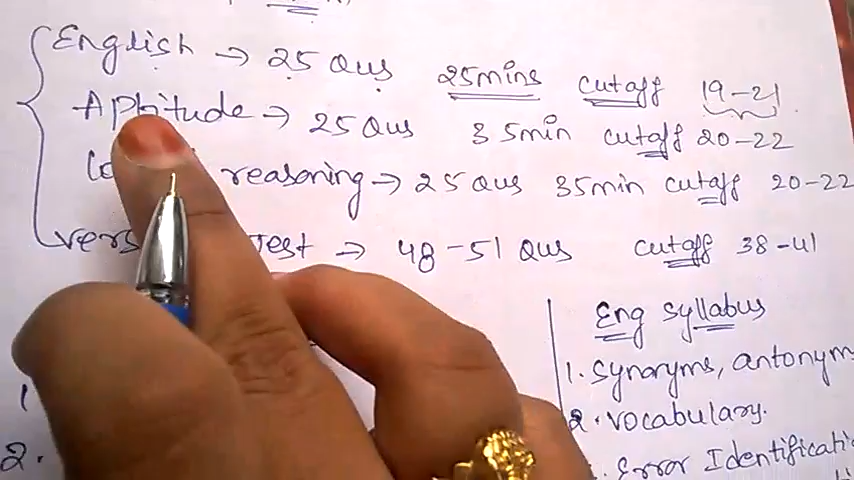 English → 25 Qus 25mins cutoff 19-21
Aptitude → 25 Qus 35min cutoff 20-22
reasoning → 25 Qus 35min cutoff 20-22
Test → 48-51 Qus cutoff 38-41
Eng syllabus
1. synonyms, antonym
2. vocabulary.
Error Identificati
1
2.